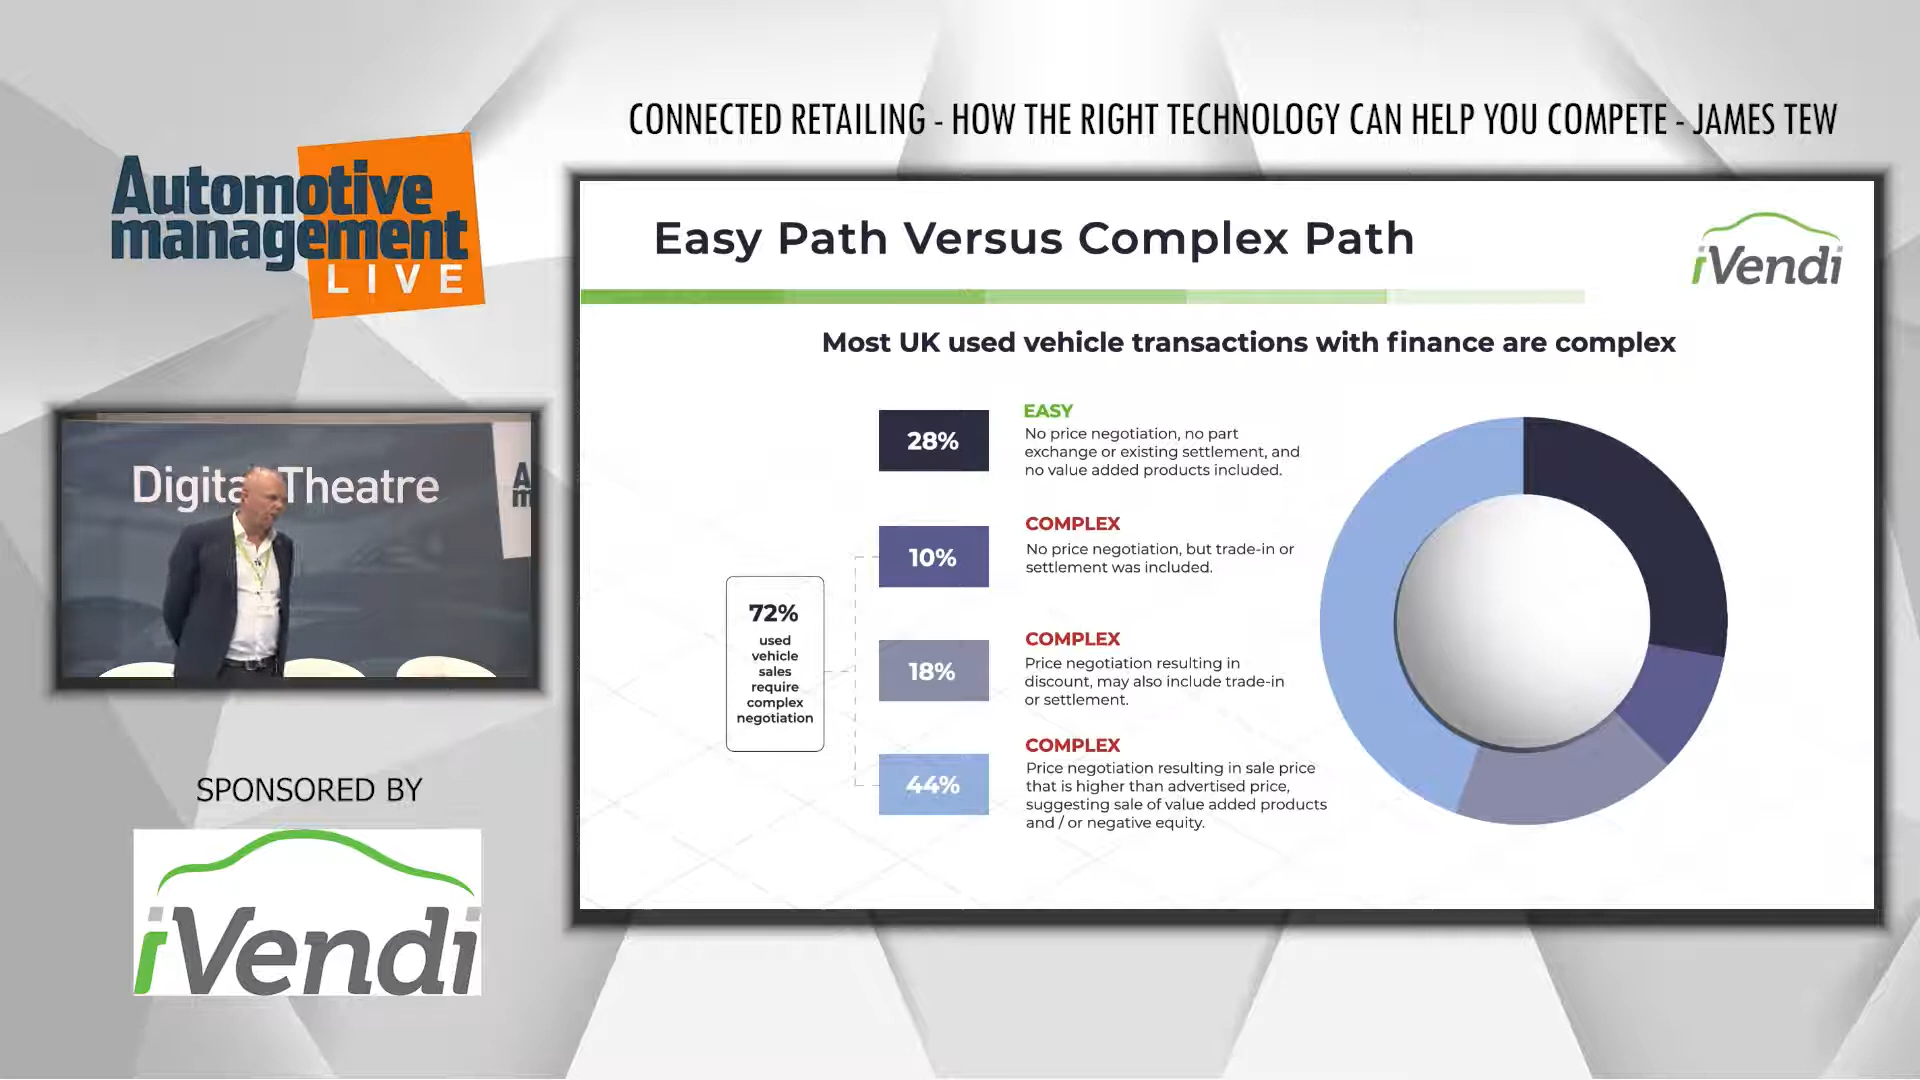 CONNECTED RETAILING - HOW THE RIGHT TECHNOLOGY CAN HELP YOU COMPETE - JAMES TEW
Automotive
management
LIVE
Easy Path Versus Complex Path
iVendi
Most UK used vehicle transactions with finance are complex
28%
EASY
No price negotiation, no part
exchange or existing settlement, and
no value added products included.
10%
COMPLEX
No price negotiation, but trade-in or
settlement was included.
72%
used
vehicle
sales
require
complex
negotiation
18%
COMPLEX
Price negotiation resulting in
discount, may also include trade-in
or settlement.
44%
COMPLEX
Price negotiation resulting in sale price
that is higher than advertised price,
suggesting sale of value added products
and / or negative equity.
Digital Theatre
A
m
SPONSORED BY
iVendi